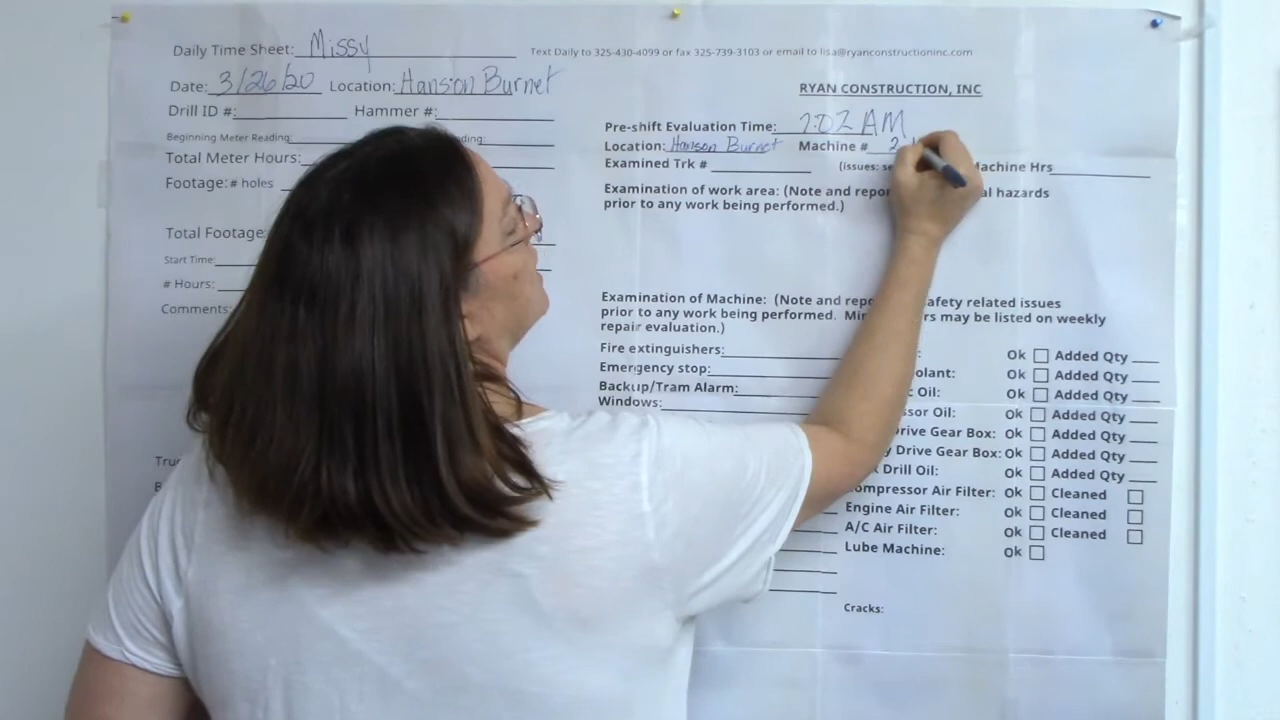 Daily Time Sheet: Missy
Text Daily to 325-430-4099 or fax 325-739-3103 or email to lisa@ryanconstructioninc.com
Date: 3/26/20 Location: Hanson Burnet
Drill ID #: Hammer #:
Beginning Meter Reading:
Total Meter Hours:
Footage: # holes
Total Footage
Start Time:
# Hours:
Comments:
RYAN CONSTRUCTION, INC
Pre-shift Evaluation Time: 7:02 AM
Location: Hanson Burnet Machine # 2
Examined Trk # (issues: Machine Hrs
Examination of work area: (Note and hazards
prior to any work being performed.)
Examination of Machine: (Note and safety related issues
prior to any work being performed. may be listed on weekly
repair evaluation.)
Fire extinguishers: Ok Added Qty
Emergency stop: Ok Added Qty
Backup/Tram Alarm: Oil: Ok Added Qty
Windows: Oil: Ok Added Qty
Drive Gear Box: Ok Added Qty
Drive Gear Box: Ok Added Qty
Drill Oil: Ok Added Qty
Compressor Air Filter: Ok Cleaned
Engine Air Filter: Ok Cleaned
A/C Air Filter: Ok Cleaned
Lube Machine: Ok
Cracks: